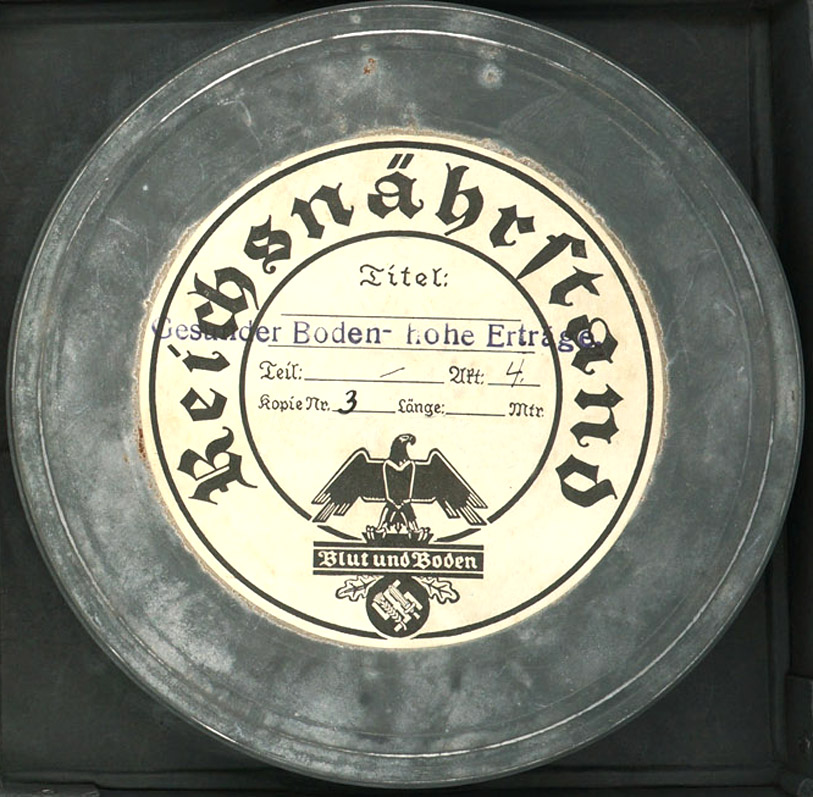 Reichsnährſtand
Titel:
Gesunder Boden- hohe Erträge.
Teil: / Akt: 4.
Kopie Nr. 3 Länge: Mtr.
Blut und Boden